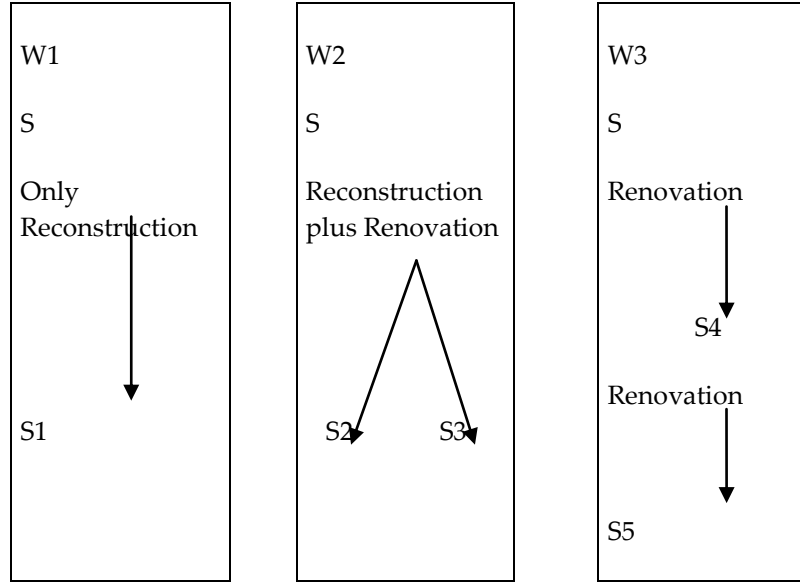 W1
S
Only
Reconstruction
S1
W2
S
Reconstruction
plus Renovation
S2
S3
W3
S
Renovation
S4
Renovation
S5